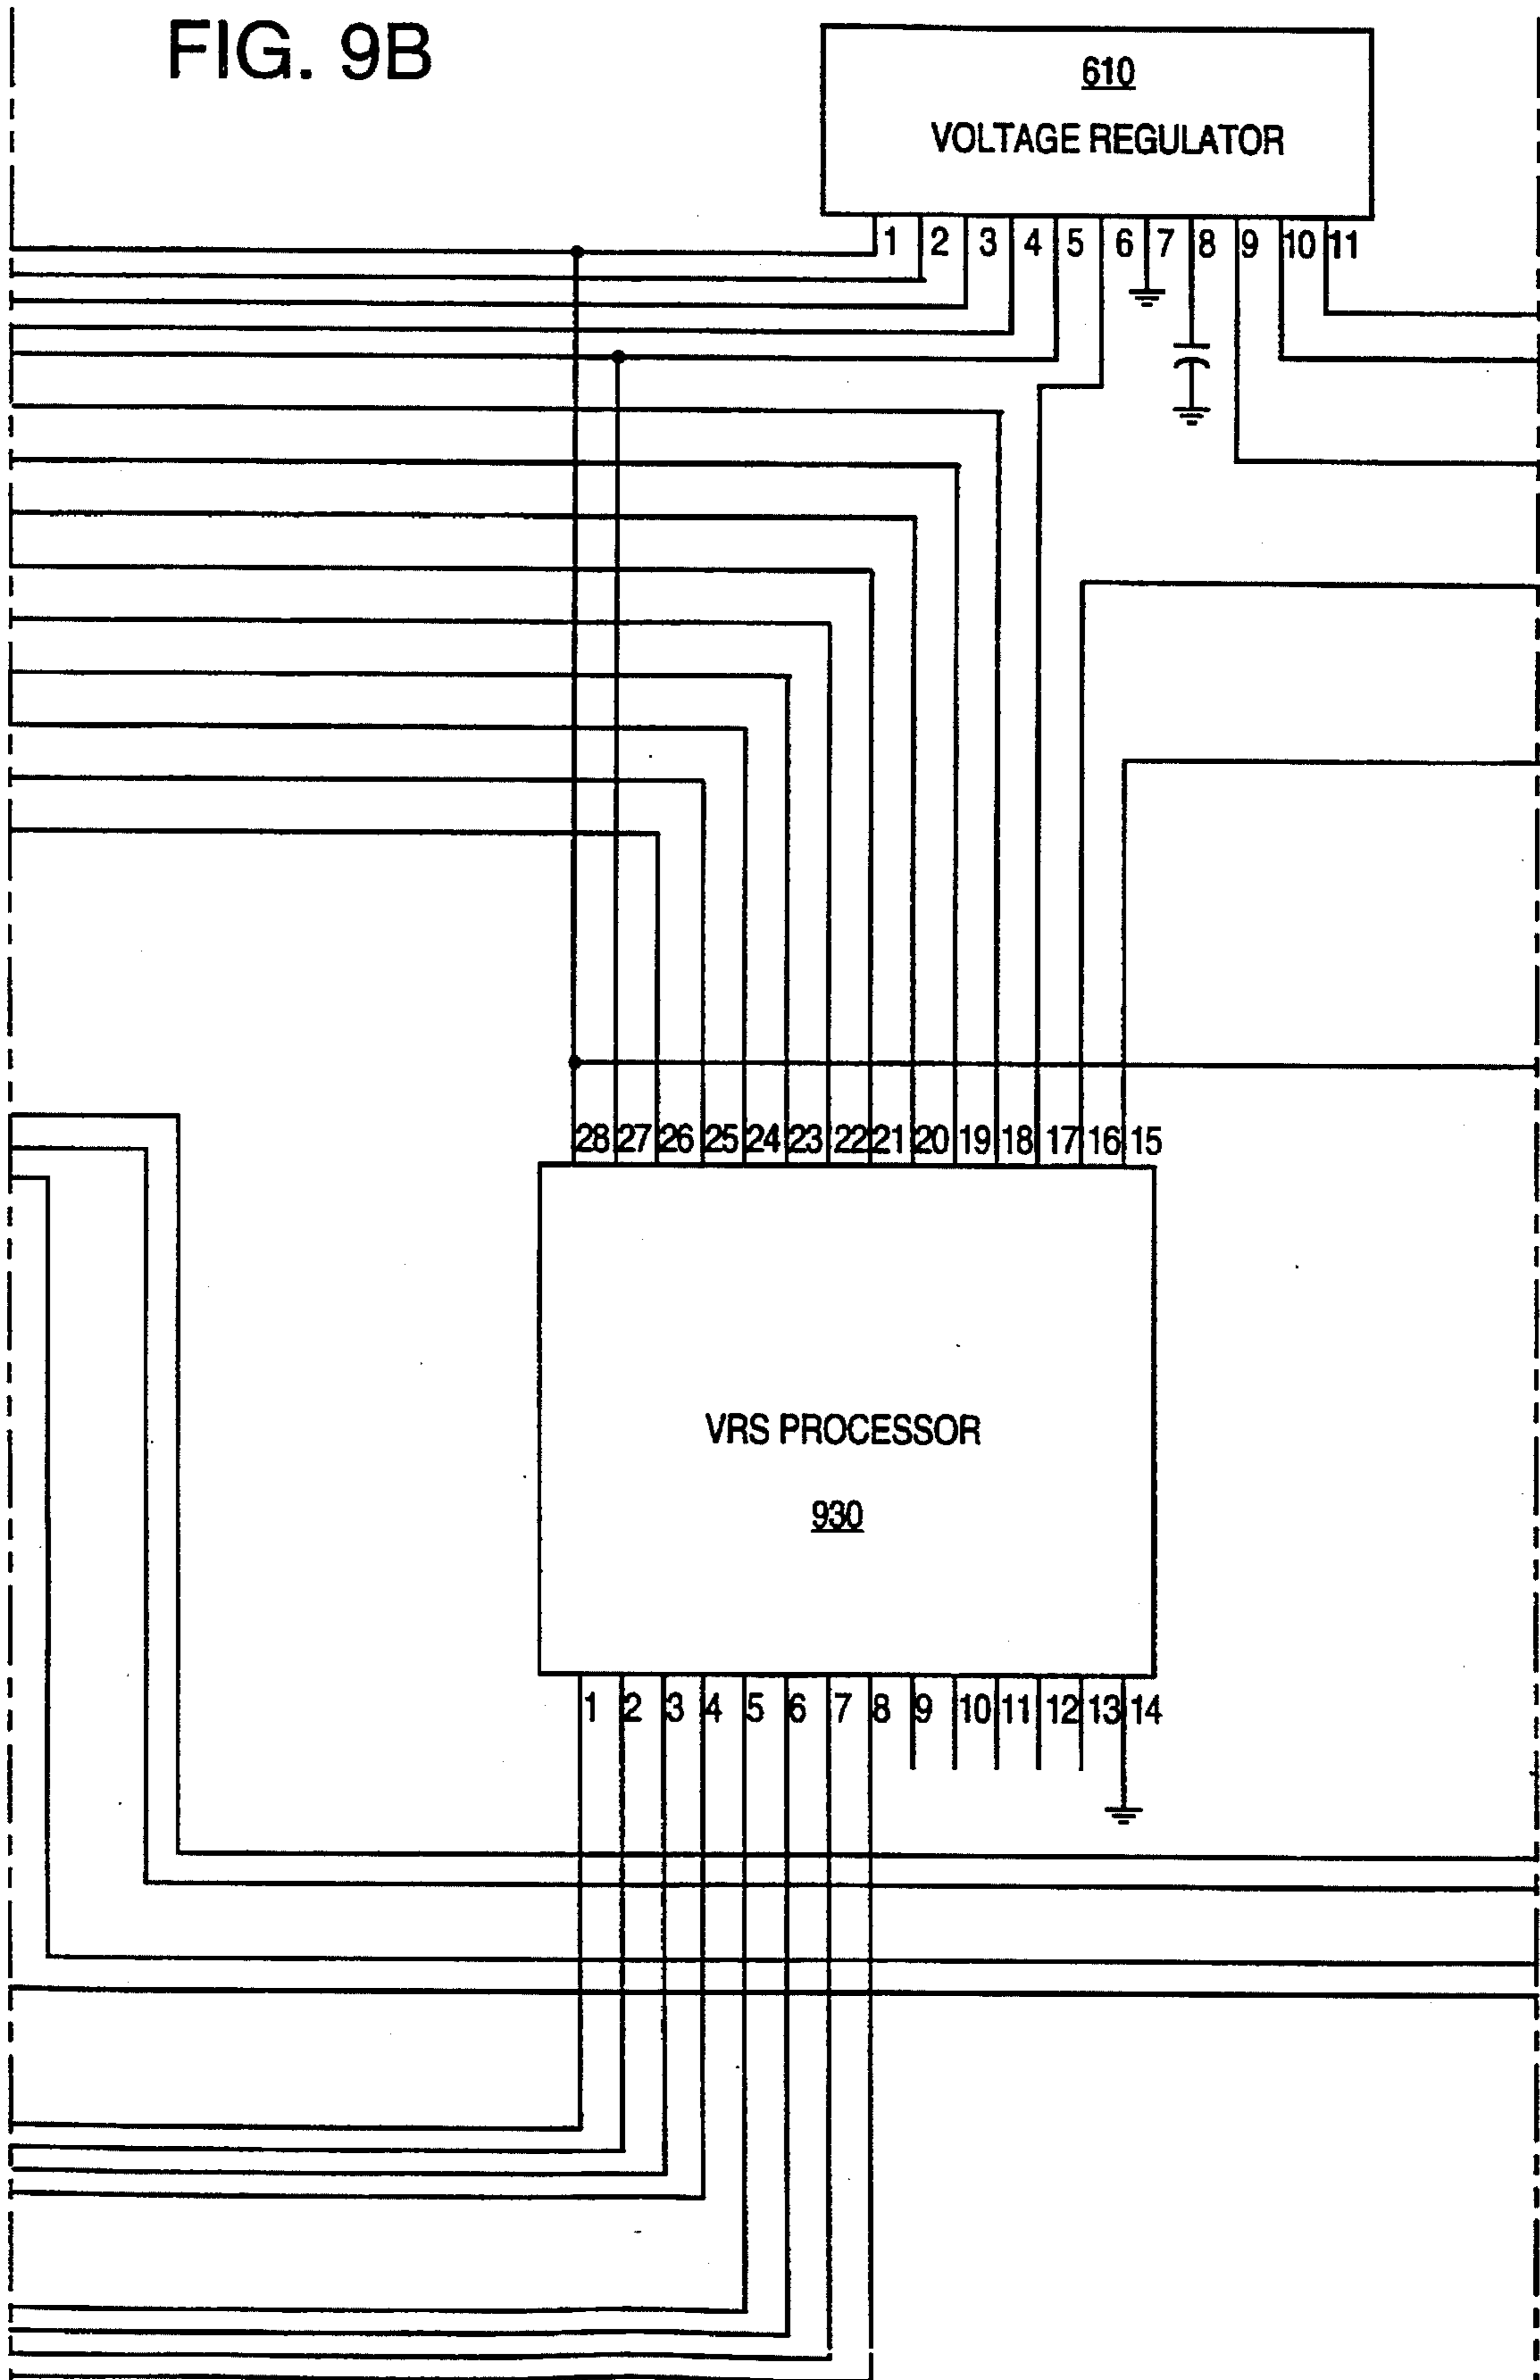 FIG. 9B
610
VOLTAGE REGULATOR
1 2 3 4 5 6 7 8 9 10 11
28 27 26 25 24 23 22 21 20 19 18 17 16 15
VRS PROCESSOR
930
1 2 3 4 5 6 7 8 9 10 11 12 13 14